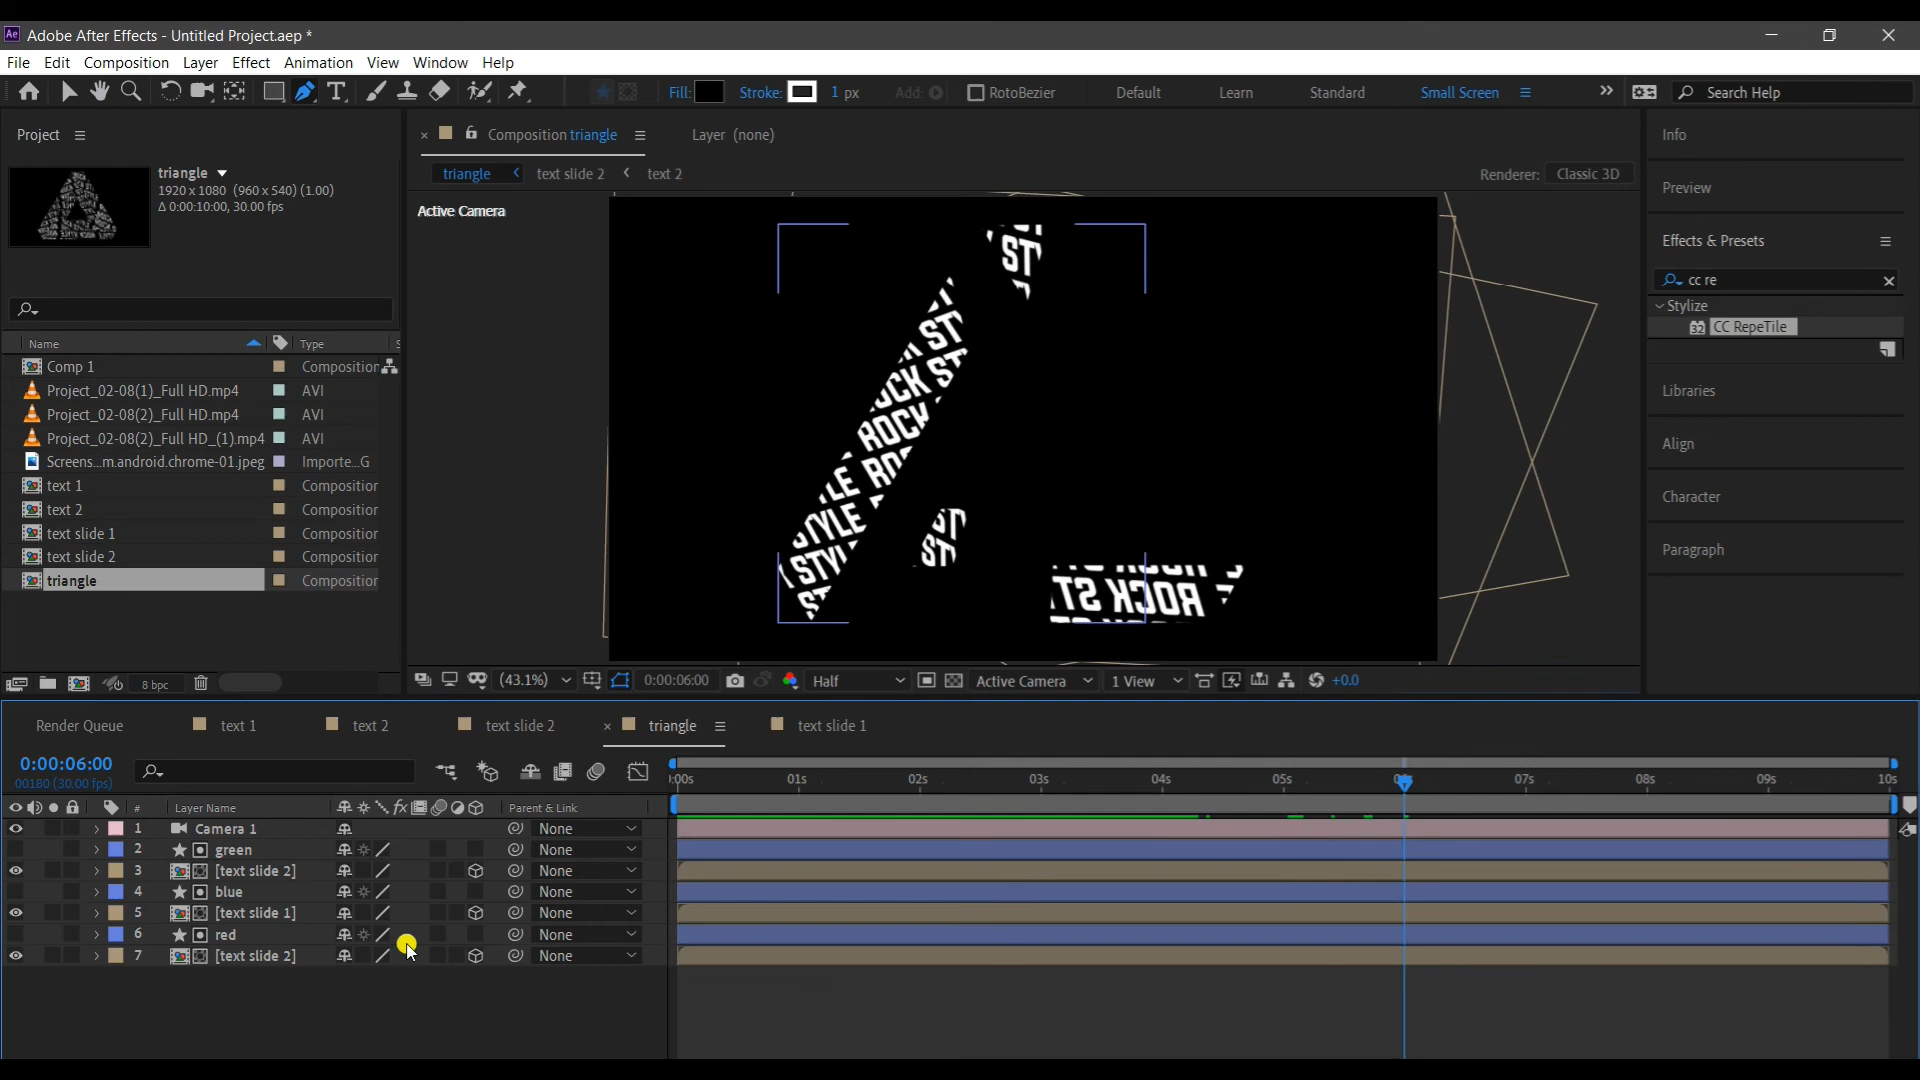 Adobe After Effects - Untitled Project.aep *
File Edit Composition Layer Effect Animation View Window Help
Fill: Stroke: 1 px Add: RotoBezier Default Learn Standard Small Screen Search Help
Project
triangle
1920 x 1080 (960 x 540) (1.00)
Δ 0:00:10:00, 30.00 fps
Name Type
Comp 1 Composition
Project_02-08(1)_Full HD.mp4 AVI
Project_02-08(2)_Full HD.mp4 AVI
Project_02-08(2)_Full HD_(1).mp4 AVI
Screens...m.android.chrome-01.jpeg Importe...G
text 1 Composition
text 2 Composition
text slide 1 Composition
text slide 2 Composition
triangle Composition
8 bpc
Composition triangle Layer (none)
triangle text slide 2 text 2 Renderer: Classic 3D
Active Camera
ST
ST
ST
ROCK ST
ROCK
STYLE
STYLE
ST
ST
ROCK ST
(43.1%) 0:00:06:00 Half Active Camera 1 View +0.0
Info
Preview
Effects & Presets
cc re
Stylize
32 CC RepeTile
Libraries
Align
Character
Paragraph
Render Queue text 1 text 2 text slide 2 triangle text slide 1
0:00:06:00
00180 (30.00 fps)
:00s 01s 02s 03s 04s 05s 06s 07s 08s 09s 10s
# Layer Name fx Parent & Link
1 Camera 1 None
2 green None
3 [text slide 2] None
4 blue None
5 [text slide 1] None
6 red None
7 [text slide 2] None